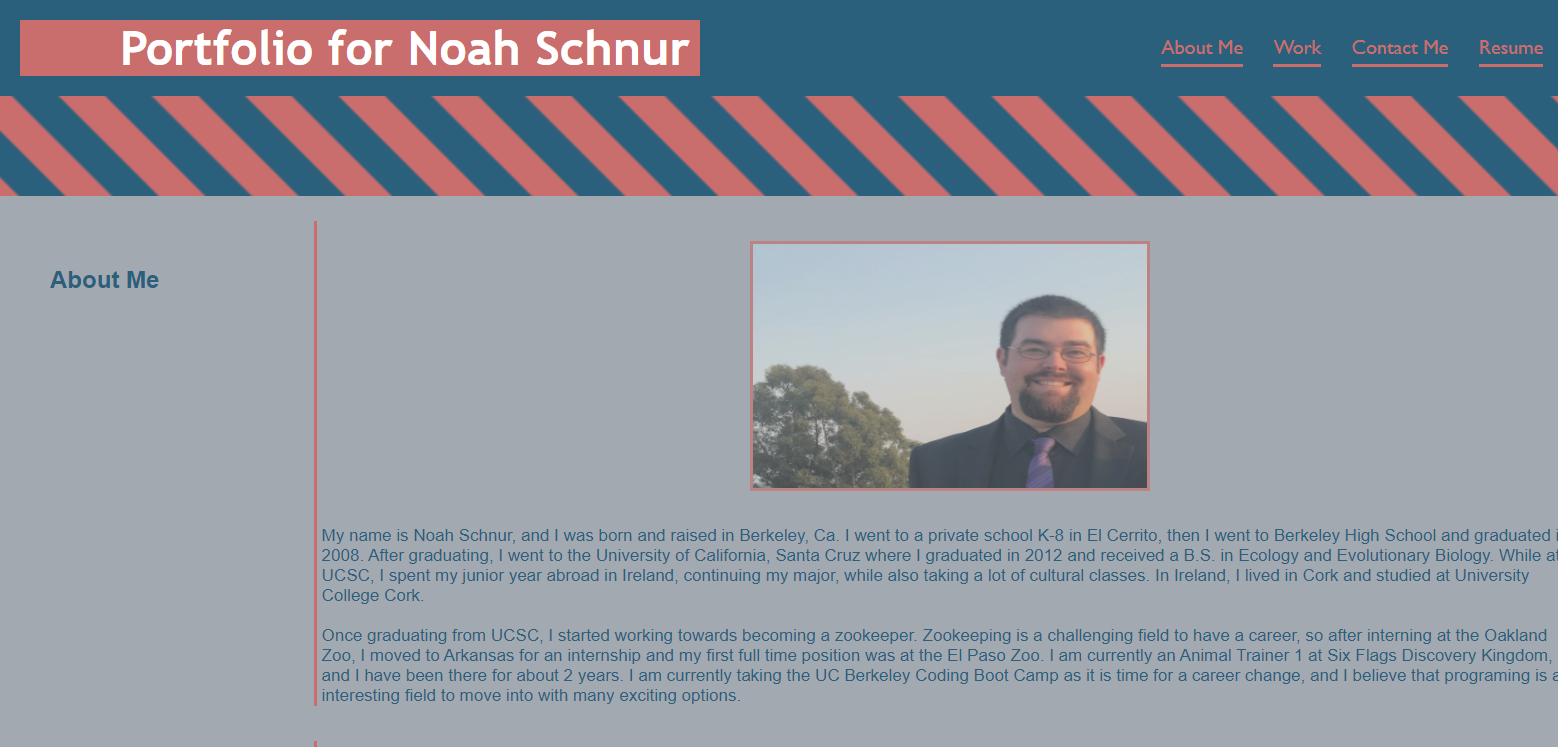 Portfolio for Noah Schnur
About Me
Work
Contact Me
Resume
About Me
My name is Noah Schnur, and I was born and raised in Berkeley, Ca. I went to a private school K-8 in El Cerrito, then I went to Berkeley High School and graduated
2008. After graduating, I went to the University of California, Santa Cruz where I graduated in 2012 and received a B.S. in Ecology and Evolutionary Biology. While at
UCSC, I spent my junior year abroad in Ireland, continuing my major, while also taking a lot of cultural classes. In Ireland, I lived in Cork and studied at University
College Cork.
Once graduating from UCSC, I started working towards becoming a zookeeper. Zookeeping is a challenging field to have a career, so after interning at the Oakland
Zoo, I moved to Arkansas for an internship and my first full time position was at the El Paso Zoo. I am currently an Animal Trainer 1 at Six Flags Discovery Kingdom,
and I have been there for about 2 years. I am currently taking the UC Berkeley Coding Boot Camp as it is time for a career change, and I believe that programing is
interesting field to move into with many exciting options.